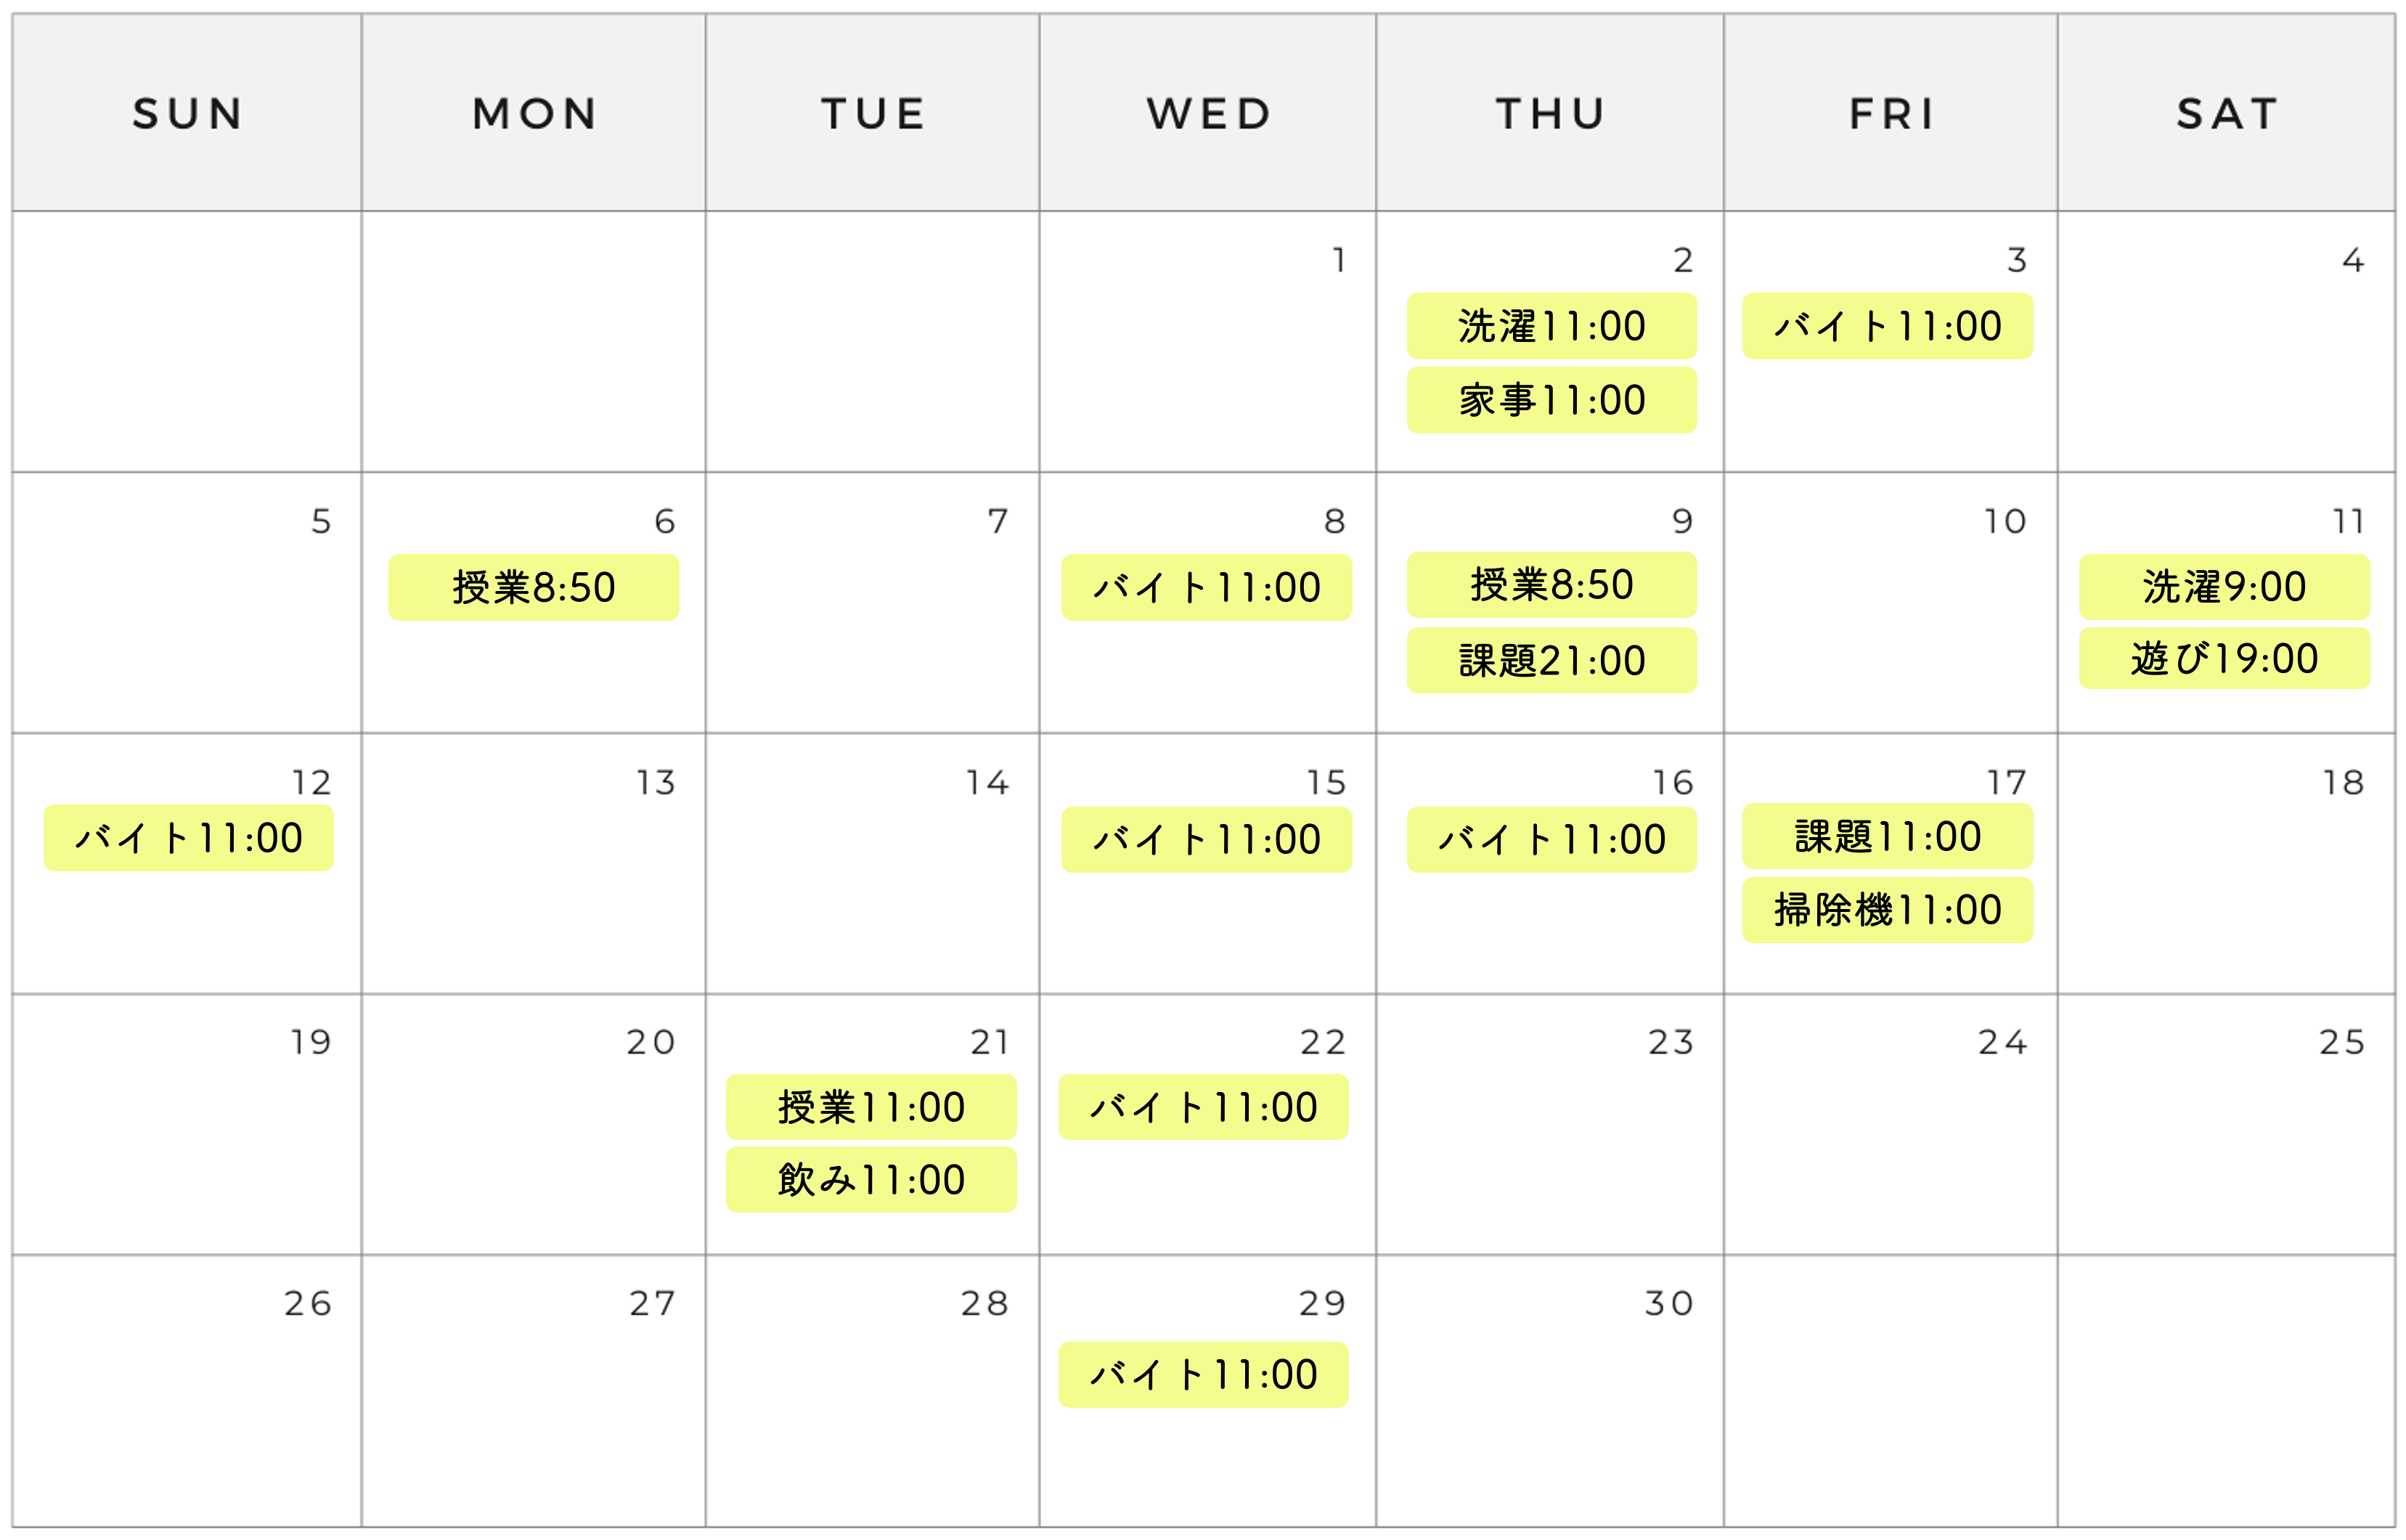 SUN MON TUE WED THU FRI SAT
1 2 3 4
洗濯11:00 バイト11:00
家事11:00
5 6 7 8 9 10 11
授業8:50 バイト11:00 授業8:50 洗濯9:00
課題21:00 遊び19:00
12 13 14 15 16 17 18
バイト11:00 バイト11:00 バイト11:00 課題11:00
掃除機11:00
19 20 21 22 23 24 25
授業11:00 バイト11:00
飲み11:00
26 27 28 29 30
バイト11:00